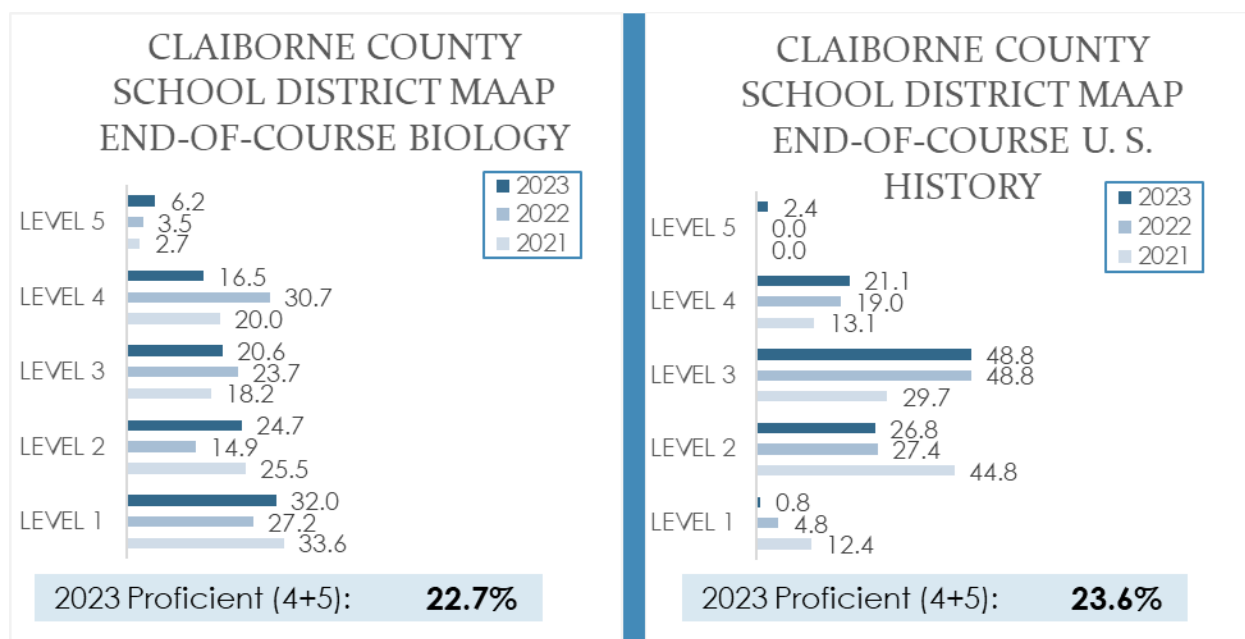 CLAIBORNE COUNTY
SCHOOL DISTRICT MAAP
END-OF-COURSE BIOLOGY
2023
2022
2021
LEVEL 5
6.2
3.5
2.7
LEVEL 4
16.5
30.7
20.0
LEVEL 3
20.6
23.7
18.2
LEVEL 2
24.7
14.9
25.5
LEVEL 1
32.0
27.2
33.6
2023 Proficient (4+5): 22.7%
CLAIBORNE COUNTY
SCHOOL DISTRICT MAAP
END-OF-COURSE U. S.
HISTORY
2023
2022
2021
LEVEL 5
2.4
0.0
0.0
LEVEL 4
21.1
19.0
13.1
LEVEL 3
48.8
48.8
29.7
LEVEL 2
26.8
27.4
44.8
LEVEL 1
0.8
4.8
12.4
2023 Proficient (4+5): 23.6%